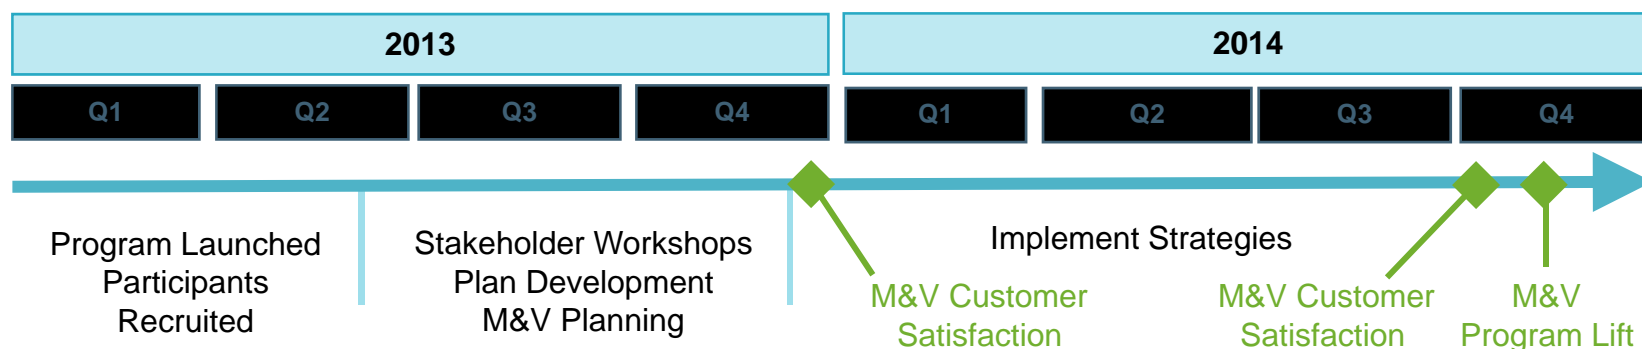 2013
2014
Q1
Q2
Q3
Q4
Q1
Q2
Q3
Q4
Program Launched
Participants
Recruited
Stakeholder Workshops
Plan Development
M&V Planning
Implement Strategies
M&V Customer
Satisfaction
M&V Customer
Satisfaction
M&V
Program Lift